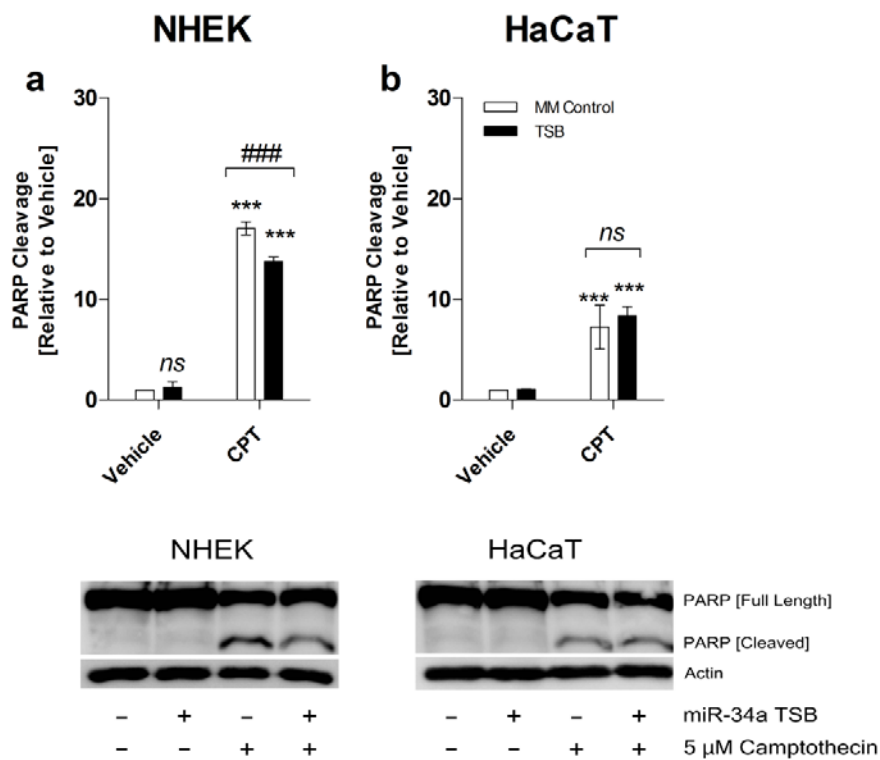 NHEK
HaCaT
a
b
30
20
10
0
PARP Cleavage
[Relative to Vehicle]
ns
***
***
###
Vehicle
CPT
30
20
10
0
PARP Cleavage
[Relative to Vehicle]
MM Control
TSB
ns
***
***
Vehicle
CPT
NHEK
HaCaT
PARP [Full Length]
PARP [Cleaved]
Actin
– + – + – + – + miR-34a TSB
– – + + – – + + 5 µM Camptothecin